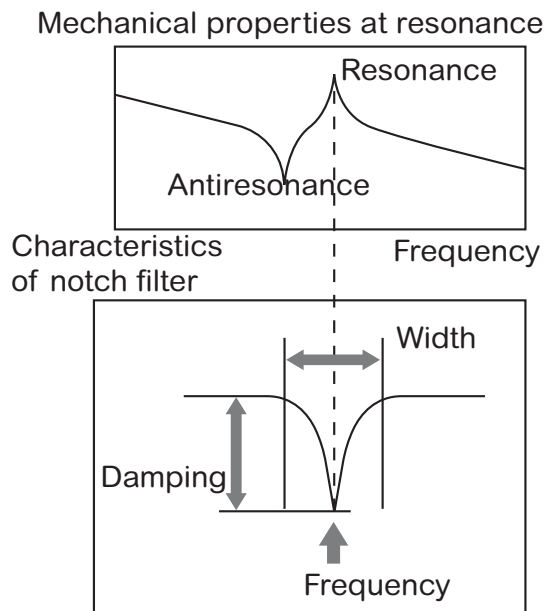 Mechanical properties at resonance
Resonance
Antiresonance
Frequency
Characteristics
of notch filter
Width
Damping
Frequency